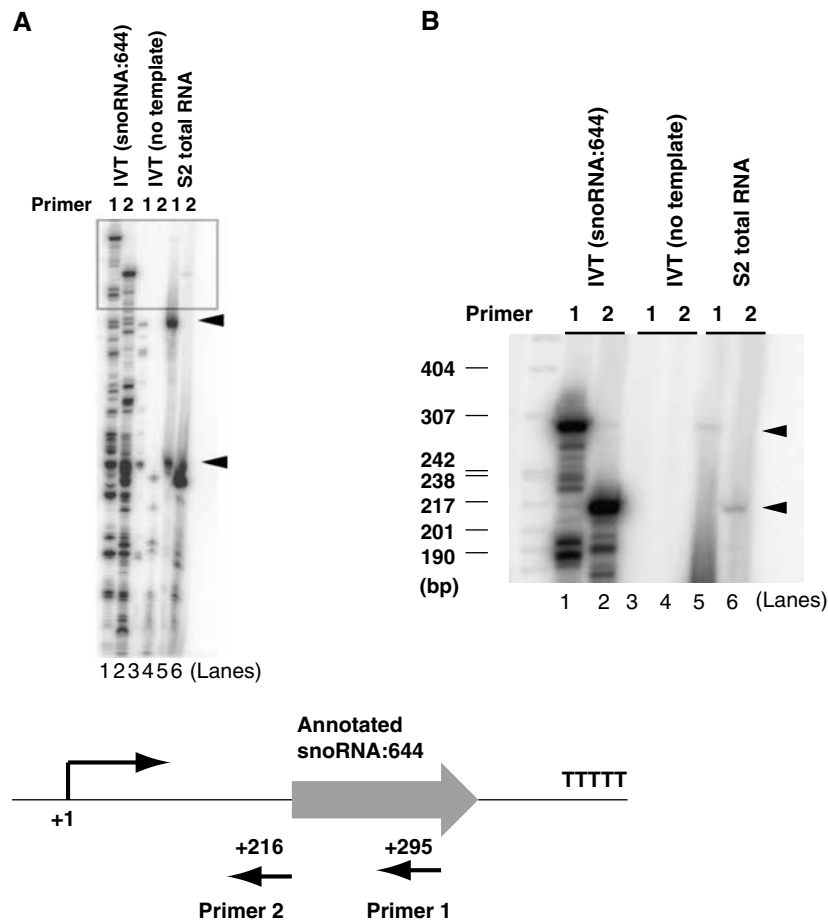 A
IVT (snoRNA:644)
IVT (no template)
S2 total RNA
Primer 1 2 1 2 1 2
1 2 3 4 5 6 (Lanes)
B
IVT (snoRNA:644)
IVT (no template)
S2 total RNA
Primer 1 2 1 2 1 2
404
307
242
238
217
201
190
(bp)
1 2 3 4 5 6 (Lanes)
Annotated
snoRNA:644
TTTTT
+1
+216
+295
Primer 2
Primer 1